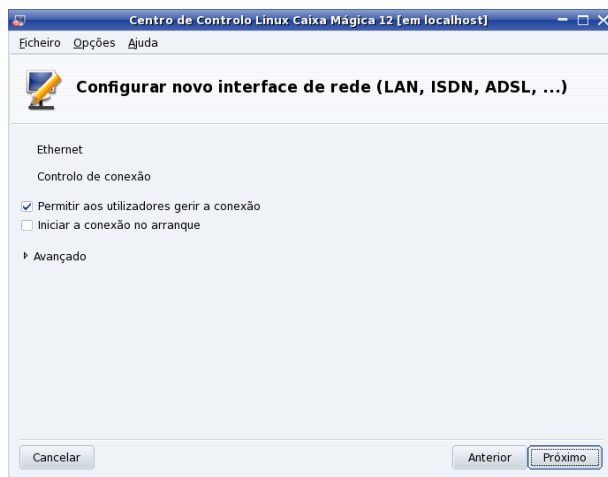 Centro de Controlo Linux Caixa Mágica 12 [em localhost]
Ficheiro Opções Ajuda
Configurar novo interface de rede (LAN, ISDN, ADSL, ...)
Ethernet
Controlo de conexão
Permitir aos utilizadores gerir a conexão
Iniciar a conexão no arranque
Avançado
Cancelar Anterior Próximo